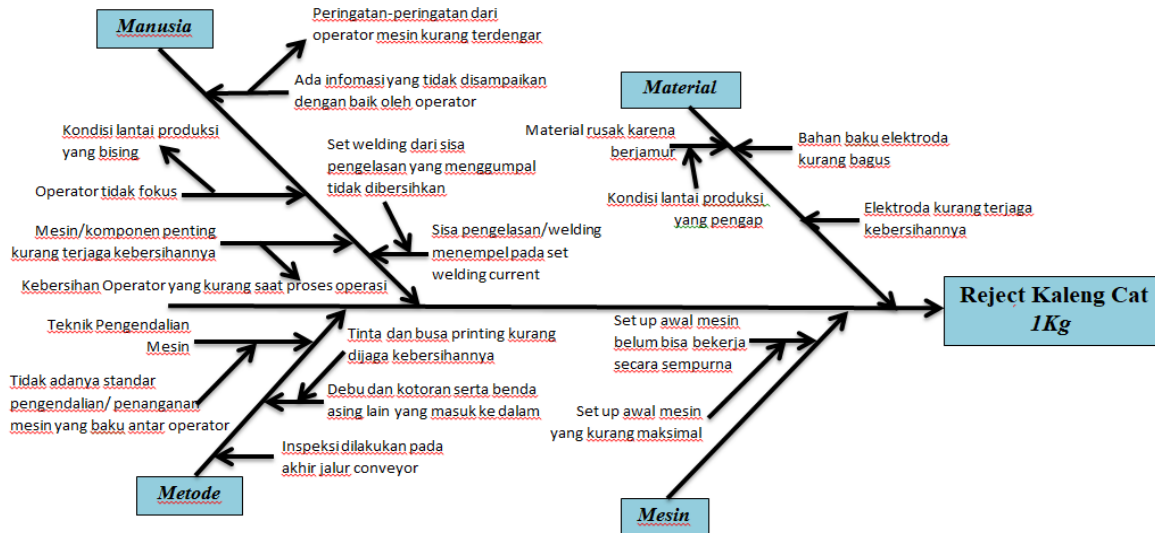 Manusia
Peringatan-peringatan dari
operator mesin kurang terdengar
Ada infomasi yang tidak disampaikan
dengan baik oleh operator
Kondisi lantai produksi
yang bising
Operator tidak fokus
Set welding dari sisa
pengelasan yang menggumpal
tidak dibersihkan
Mesin/komponen penting
kurang terjaga kebersihannya
Sisa pengelasan/welding
menempel pada set
welding current
Kebersihan Operator yang kurang saat proses operasi
Material
Material rusak karena
berjamur
Bahan baku elektroda
kurang bagus
Kondisi lantai produksi
yang pengap
Elektroda kurang terjaga
kebersihannya
Reject Kaleng Cat
1Kg
Teknik Pengendalian
Mesin
Tinta dan busa printing kurang
dijaga kebersihannya
Tidak adanya standar
pengendalian/ penanganan
mesin yang baku antar operator
Debu dan kotoran serta benda
asing lain yang masuk ke dalam
Inspeksi dilakukan pada
akhir jalur conveyor
Metode
Set up awal mesin
belum bisa bekerja
secara sempurna
Set up awal mesin
yang kurang maksimal
Mesin